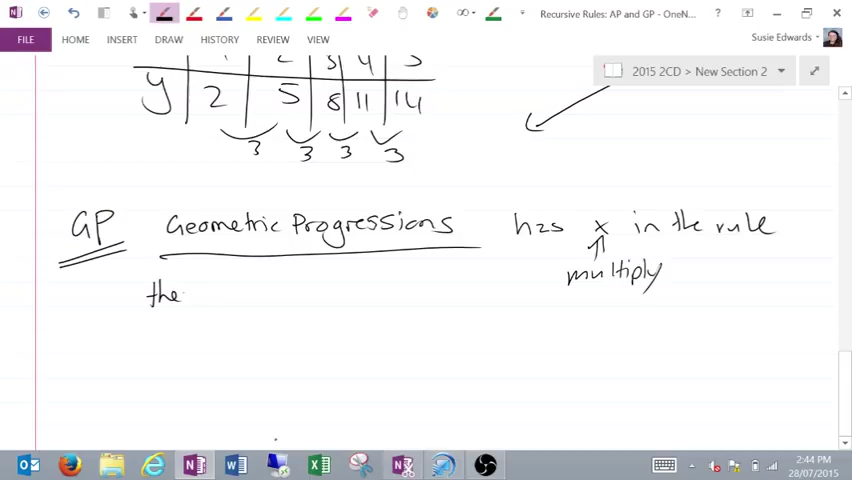 Recursive Rules: AP and GP - OneN...
Susie Edwards
FILE HOME INSERT DRAW HISTORY REVIEW VIEW
2015 2CD > New Section 2
y 2 5 8 11 14
3 3 3 3
GP Geometric Progressions has x in the rule
multiply
the
2:44 PM
28/07/2015